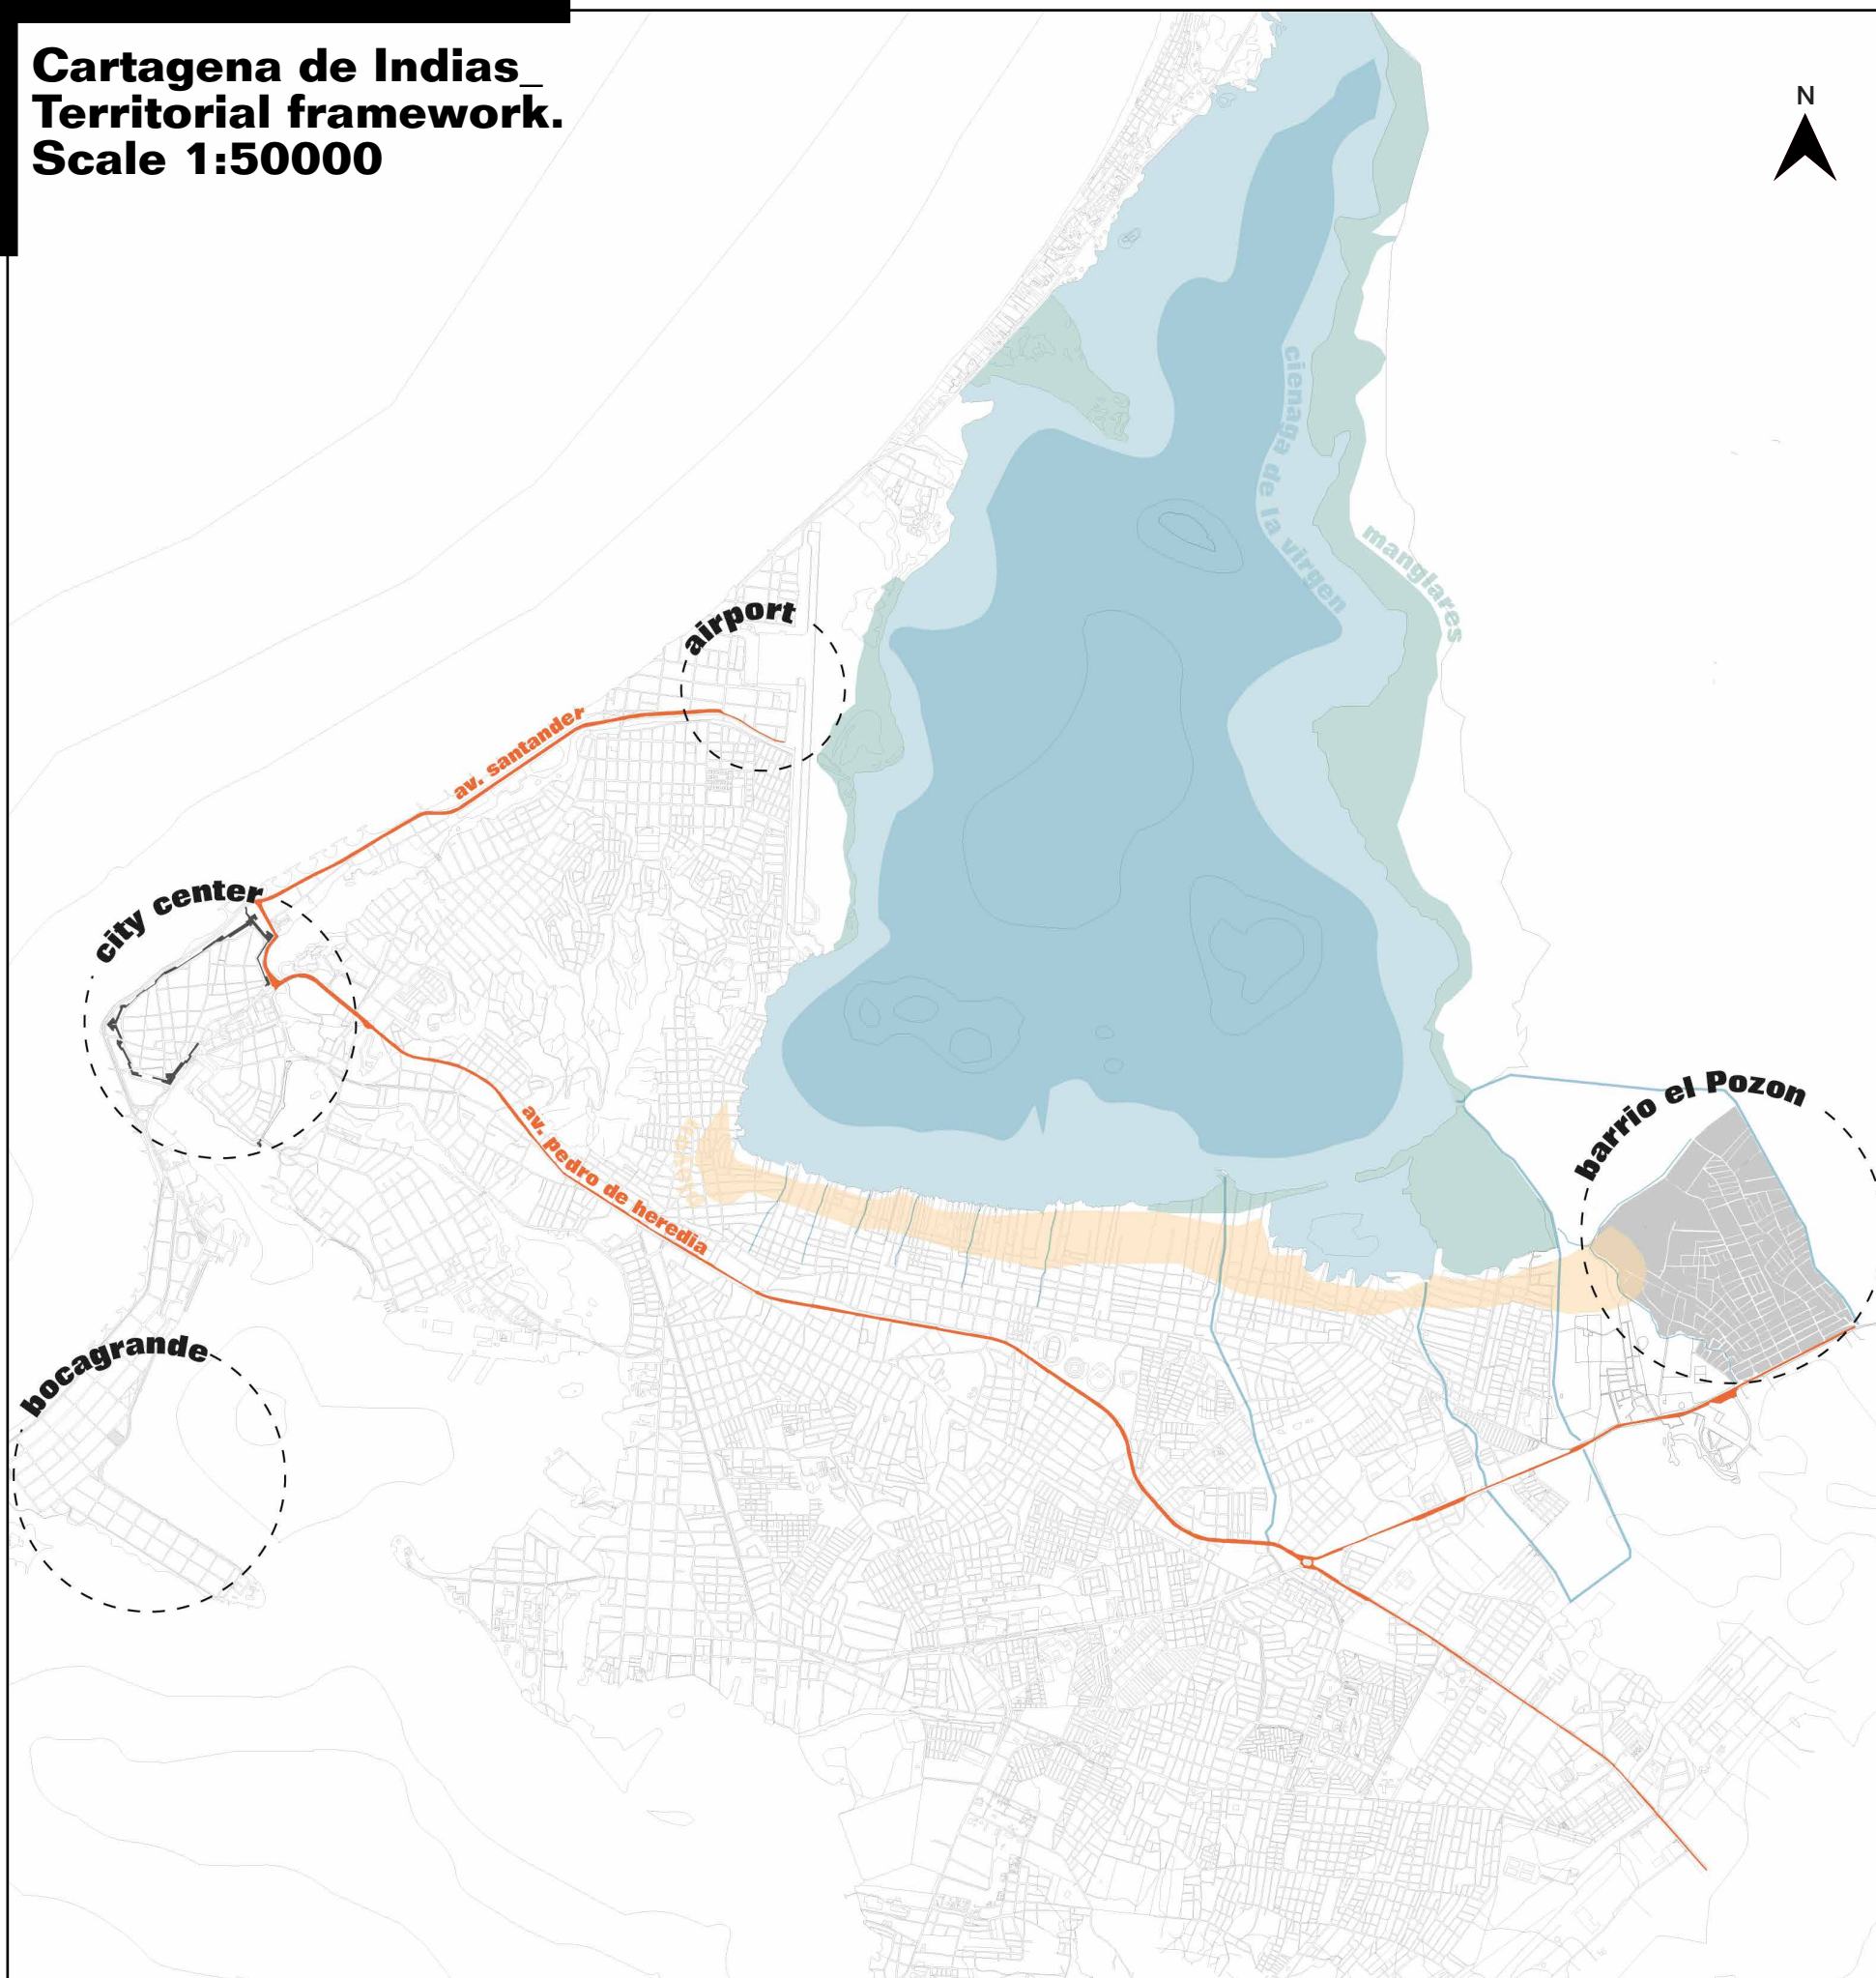 Cartagena de Indias_
Territorial framework.
Scale 1:50000
N
cienaga de la virgen
manglares
airport
av. santander
city center
barrio el Pozon
av. pedro de heredia
bocagrande